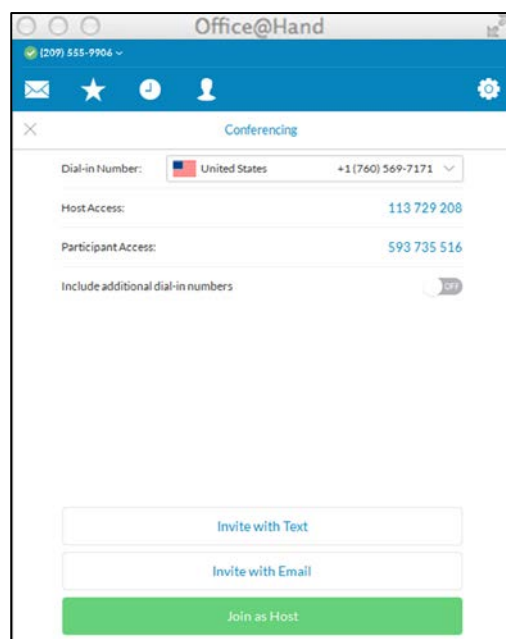 Office@Hand
(209) 555-9906
Conferencing
Dial-in Number: United States +1 (760) 569-7171
Host Access: 113 729 208
Participant Access: 593 735 516
Include additional dial-in numbers OFF
Invite with Text
Invite with Email
Join as Host